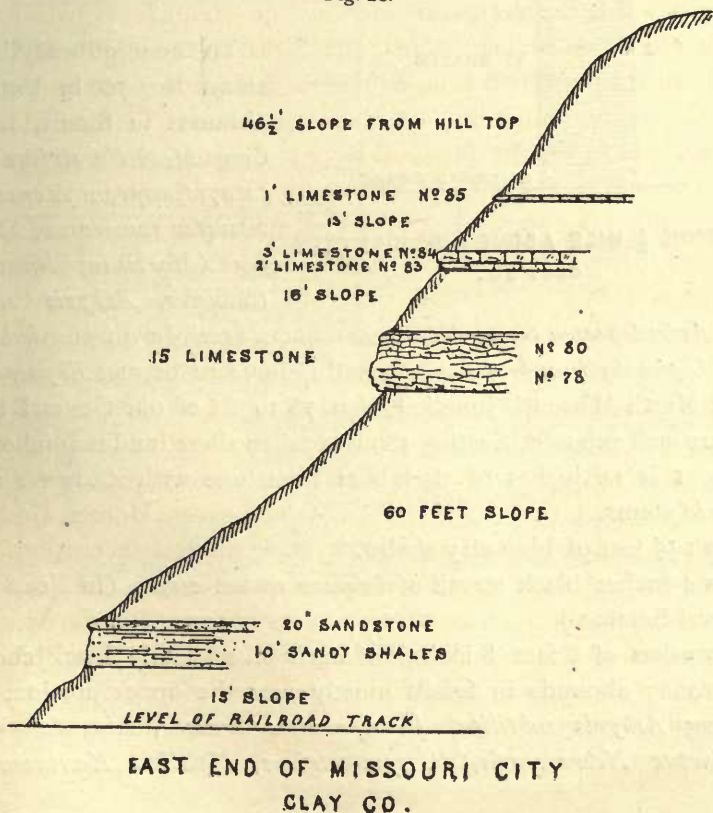 Fig.
46½' SLOPE FROM HILL TOP
1' LIMESTONE Nº 85
13' SLOPE
3' LIMESTONE Nº 84
2' LIMESTONE Nº 83
16' SLOPE
15 LIMESTONE
Nº 80
Nº 78
60 FEET SLOPE
20" SANDSTONE
10' SANDY SHALES
15 SLOPE
LEVEL OF RAILROAD TRACK
EAST END OF MISSOURI CITY
CLAY CO.